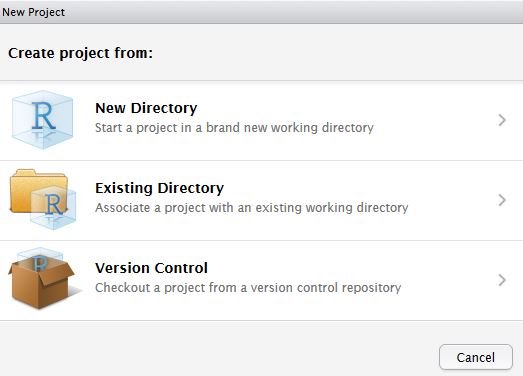 New Project
Create project from:
R
New Directory
Start a project in a brand new working directory
R
Existing Directory
Associate a project with an existing working directory
R
Version Control
Checkout a project from a version control repository
Cancel